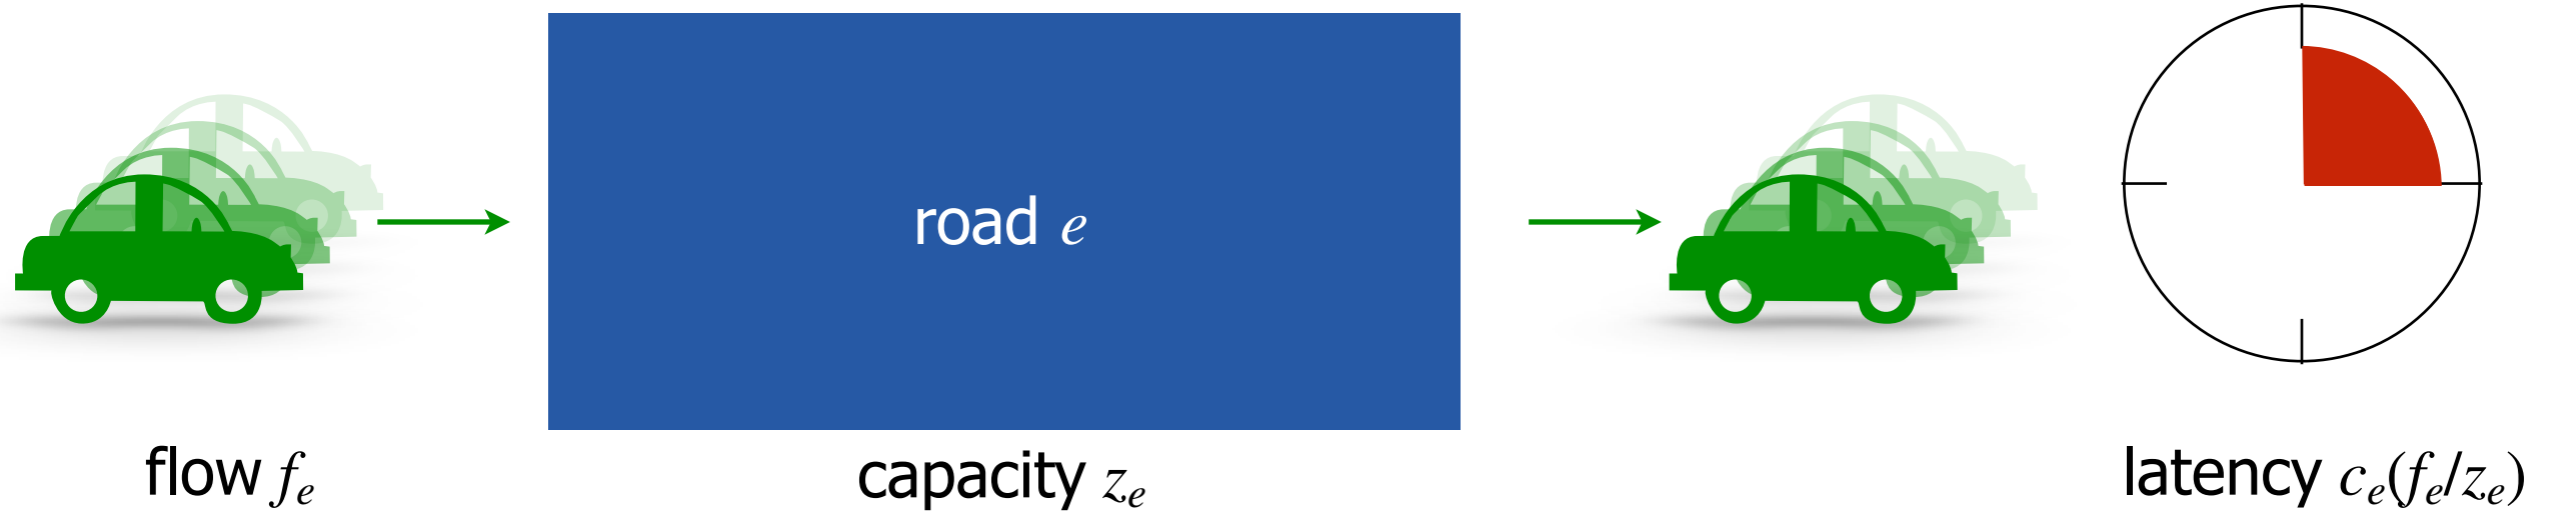 road e
flow fₑ
capacity zₑ
latency cₑ(fₑ/zₑ)